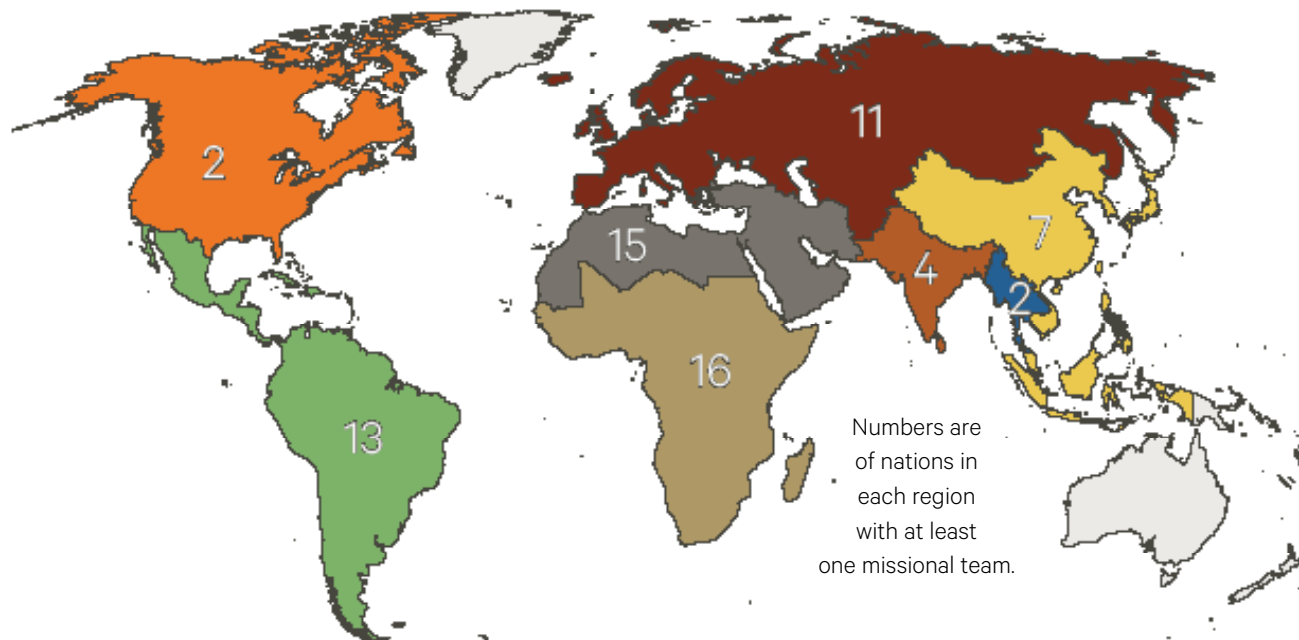 11
2
7
15
4
2
16
13
Numbers are
of nations in
each region
with at least
one missional team.